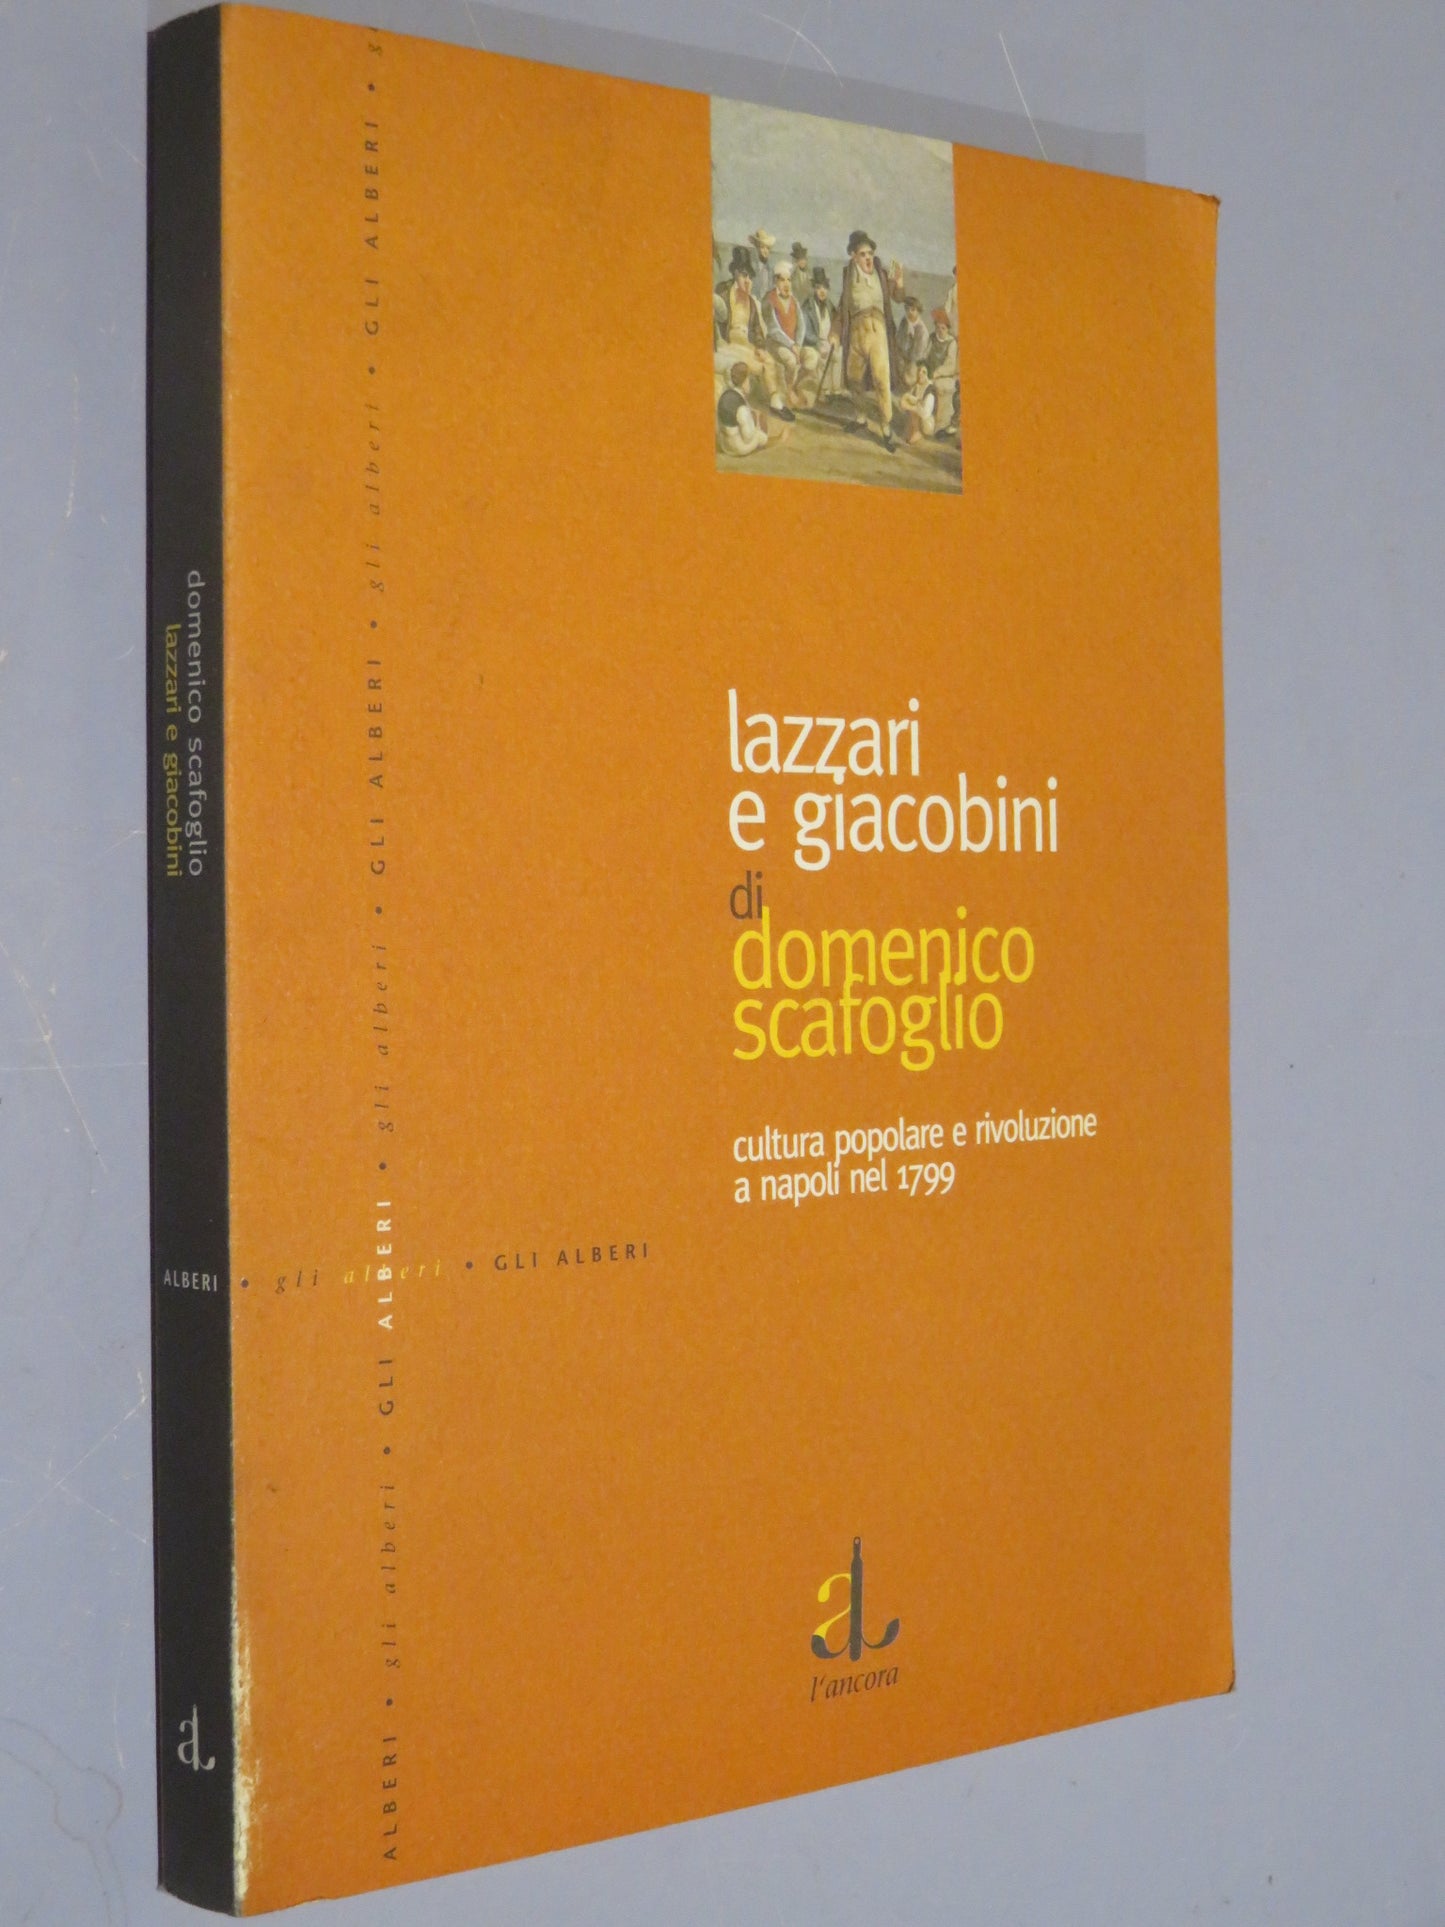 domenico scafoglio
lazzari e giacobini
ALBERI
lazzari
e giacobini
di
domenico
scafoglio
cultura popolare e rivoluzione
a napoli nel 1799
• gli alberi • GLI ALBERI
ALBERI • gli alberi • GLI ALBERI • gli alberi • GLI ALBERI • gli alberi • GLI ALBERI • g
al
l'ancora